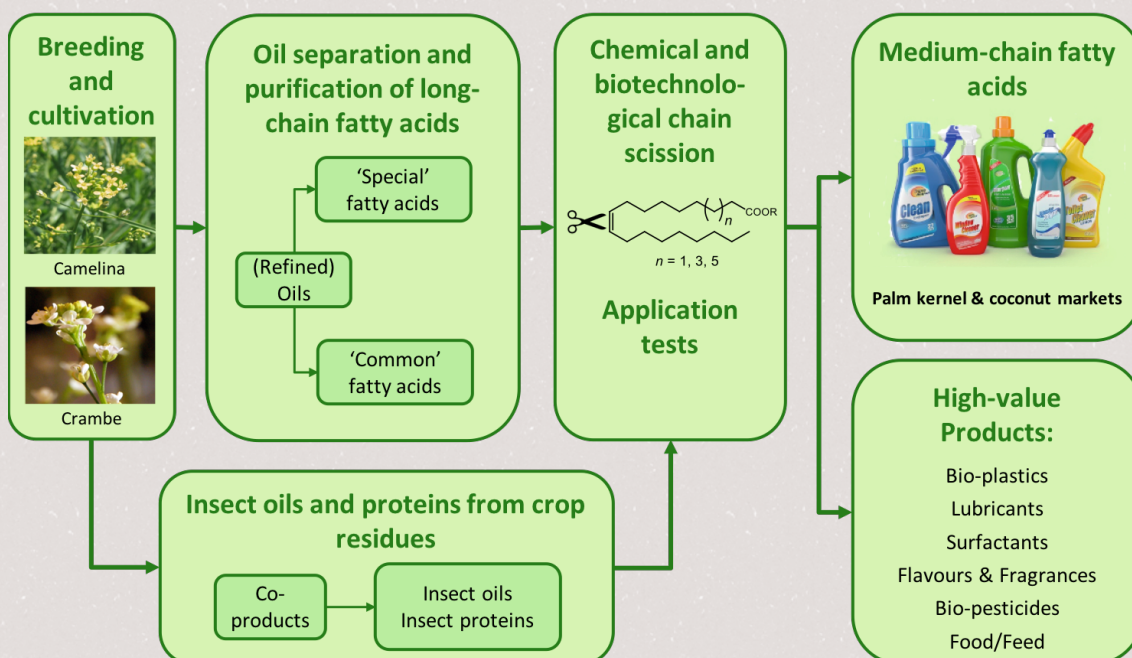 Breeding
and
cultivation
Camelina
Crambe
Oil separation and
purification of long-
chain fatty acids
‘Special’
fatty acids
(Refined)
Oils
‘Common’
fatty acids
Chemical and
biotechnolo-
gical chain
scission
COOR
n
n = 1, 3, 5
Application
tests
Insect oils and proteins from crop
residues
Co-
products
Insect oils
Insect proteins
Medium-chain fatty
acids
Clean
Palm kernel & coconut markets
High-value
Products:
Bio-plastics
Lubricants
Surfactants
Flavours & Fragrances
Bio-pesticides
Food/Feed